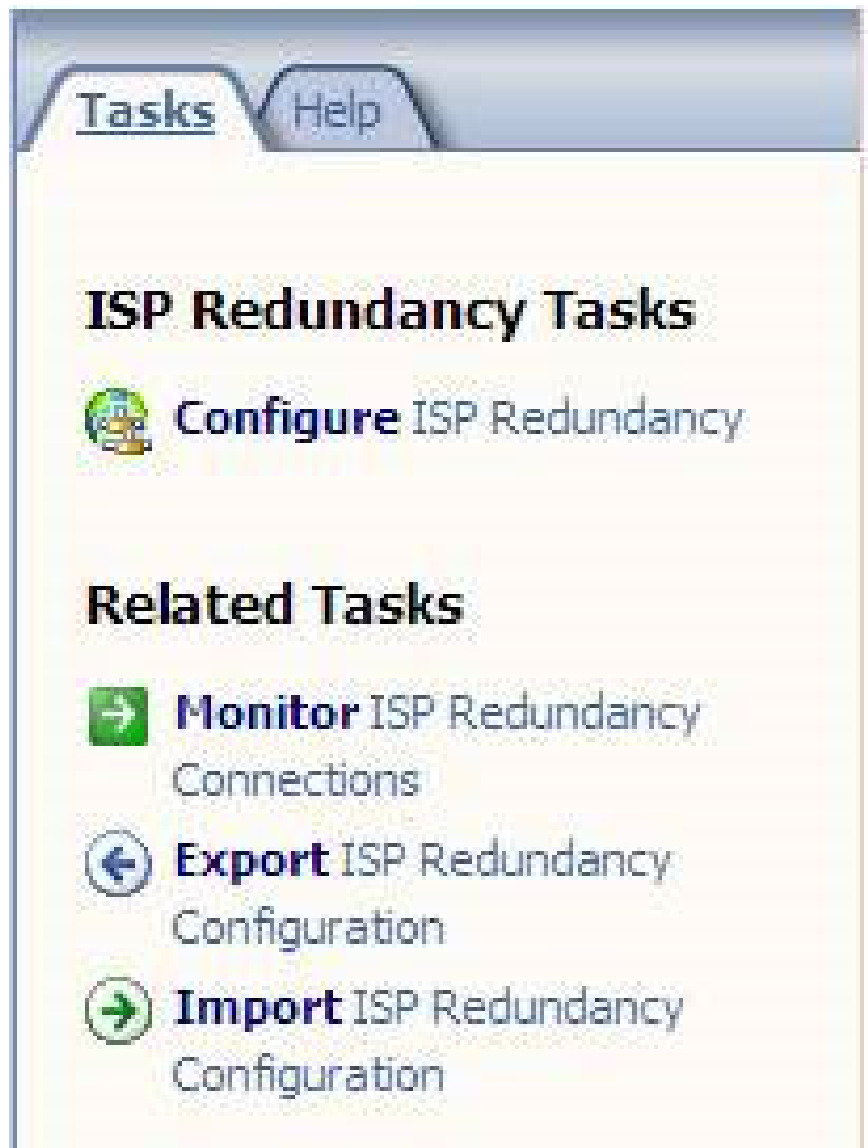 Tasks Help
ISP Redundancy Tasks
Configure ISP Redundancy
Related Tasks
Monitor ISP Redundancy
Connections
Export ISP Redundancy
Configuration
Import ISP Redundancy
Configuration